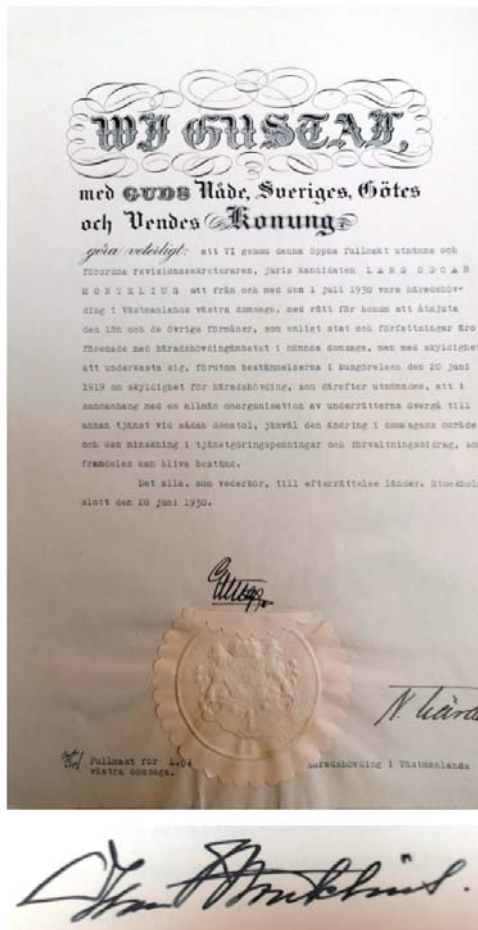 WI GUSTAF,
med GUDS Nåde, Sveriges, Götes
och Vendes Konung
göra veterligt: att VI genom denna öppna fullmakt utnämna och
förordna revisionssekreteraren, juris kandidaten LARS OSCAR
MONTELIUS att från och med den 1 juli 1930 vara häradshöv-
ding i Västmanlands västra domsaga, med rätt för honom att åtnjuta
den lön och de övriga förmåner, som enligt stat och författningar äro
förenade med häradshövdingämbetet i nämnda domsaga, men med skyldighet
att underkasta sig, förutom bestämmelserna i kungörelsen den 20 juni
1919 om skyldighet för häradshövding, som därefter utnämndes, att i
sammanhang med en allmän omorganisation av underrätterna övergå till
annan tjänst vid sådan domstol, jämväl den ändring i domsagans område
och den minskning i tjänstgöringspenningar och förvaltningsbidrag, som
framdeles kan bliva bestämd.
Det alla, som vederbör, till efterrättelse länder. Stockholm
slott den 20 juni 1930.
Gustaf
N. Gärd
Fullmakt för L.O.
västra domsaga.
häradshövding i Västmanlands
Montelius.